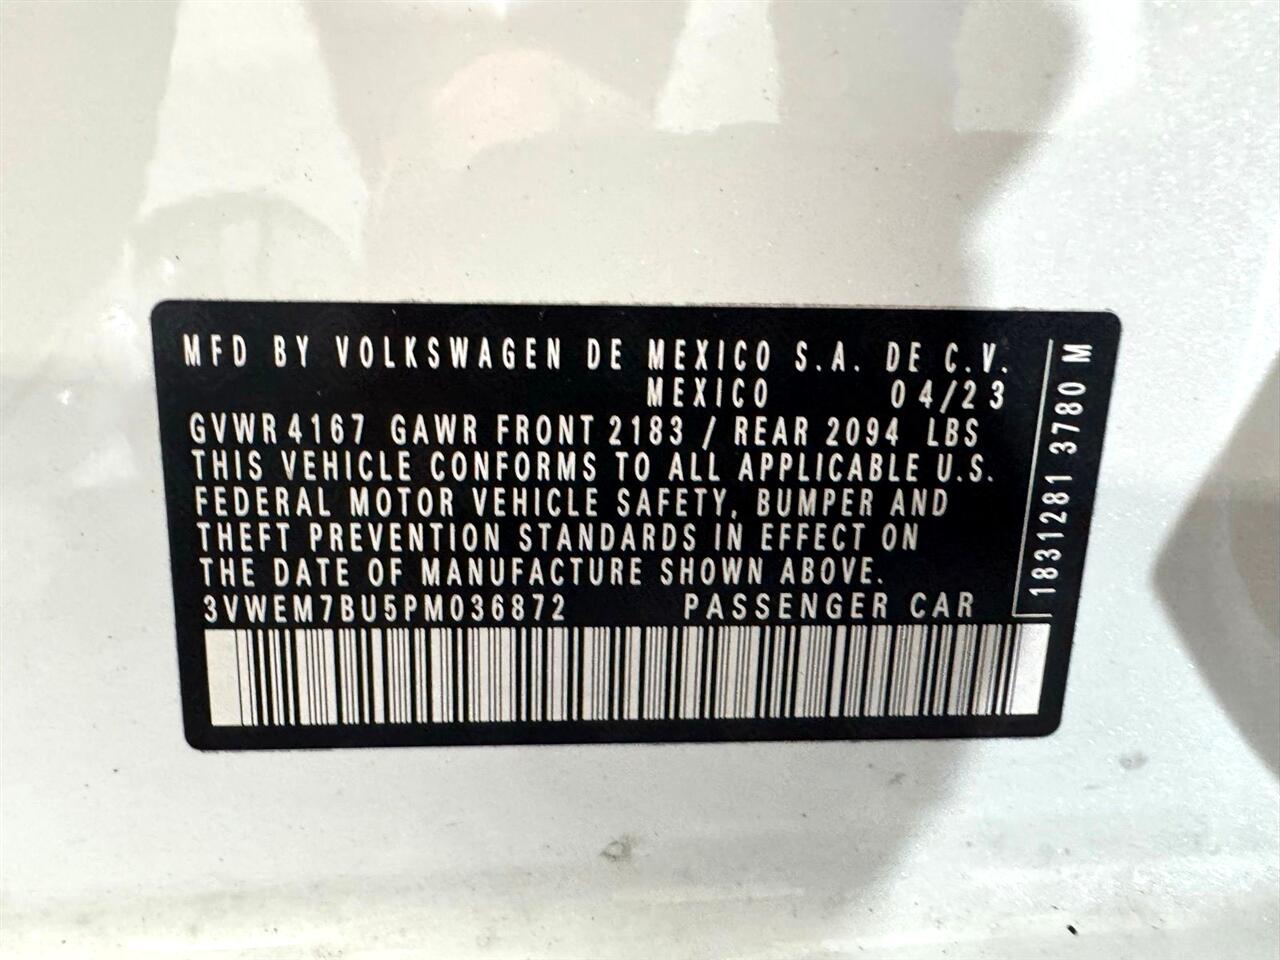 MFD BY VOLKSWAGEN DE MEXICO S.A. DE C.V.
MEXICO 04/23
GVWR 4167 GAWR FRONT 2183 / REAR 2094 LBS
THIS VEHICLE CONFORMS TO ALL APPLICABLE U.S.
FEDERAL MOTOR VEHICLE SAFETY, BUMPER AND
THEFT PREVENTION STANDARDS IN EFFECT ON
THE DATE OF MANUFACTURE SHOWN ABOVE.
3VWEM7BU5PM036872 PASSENGER CAR
1831281 3780 M